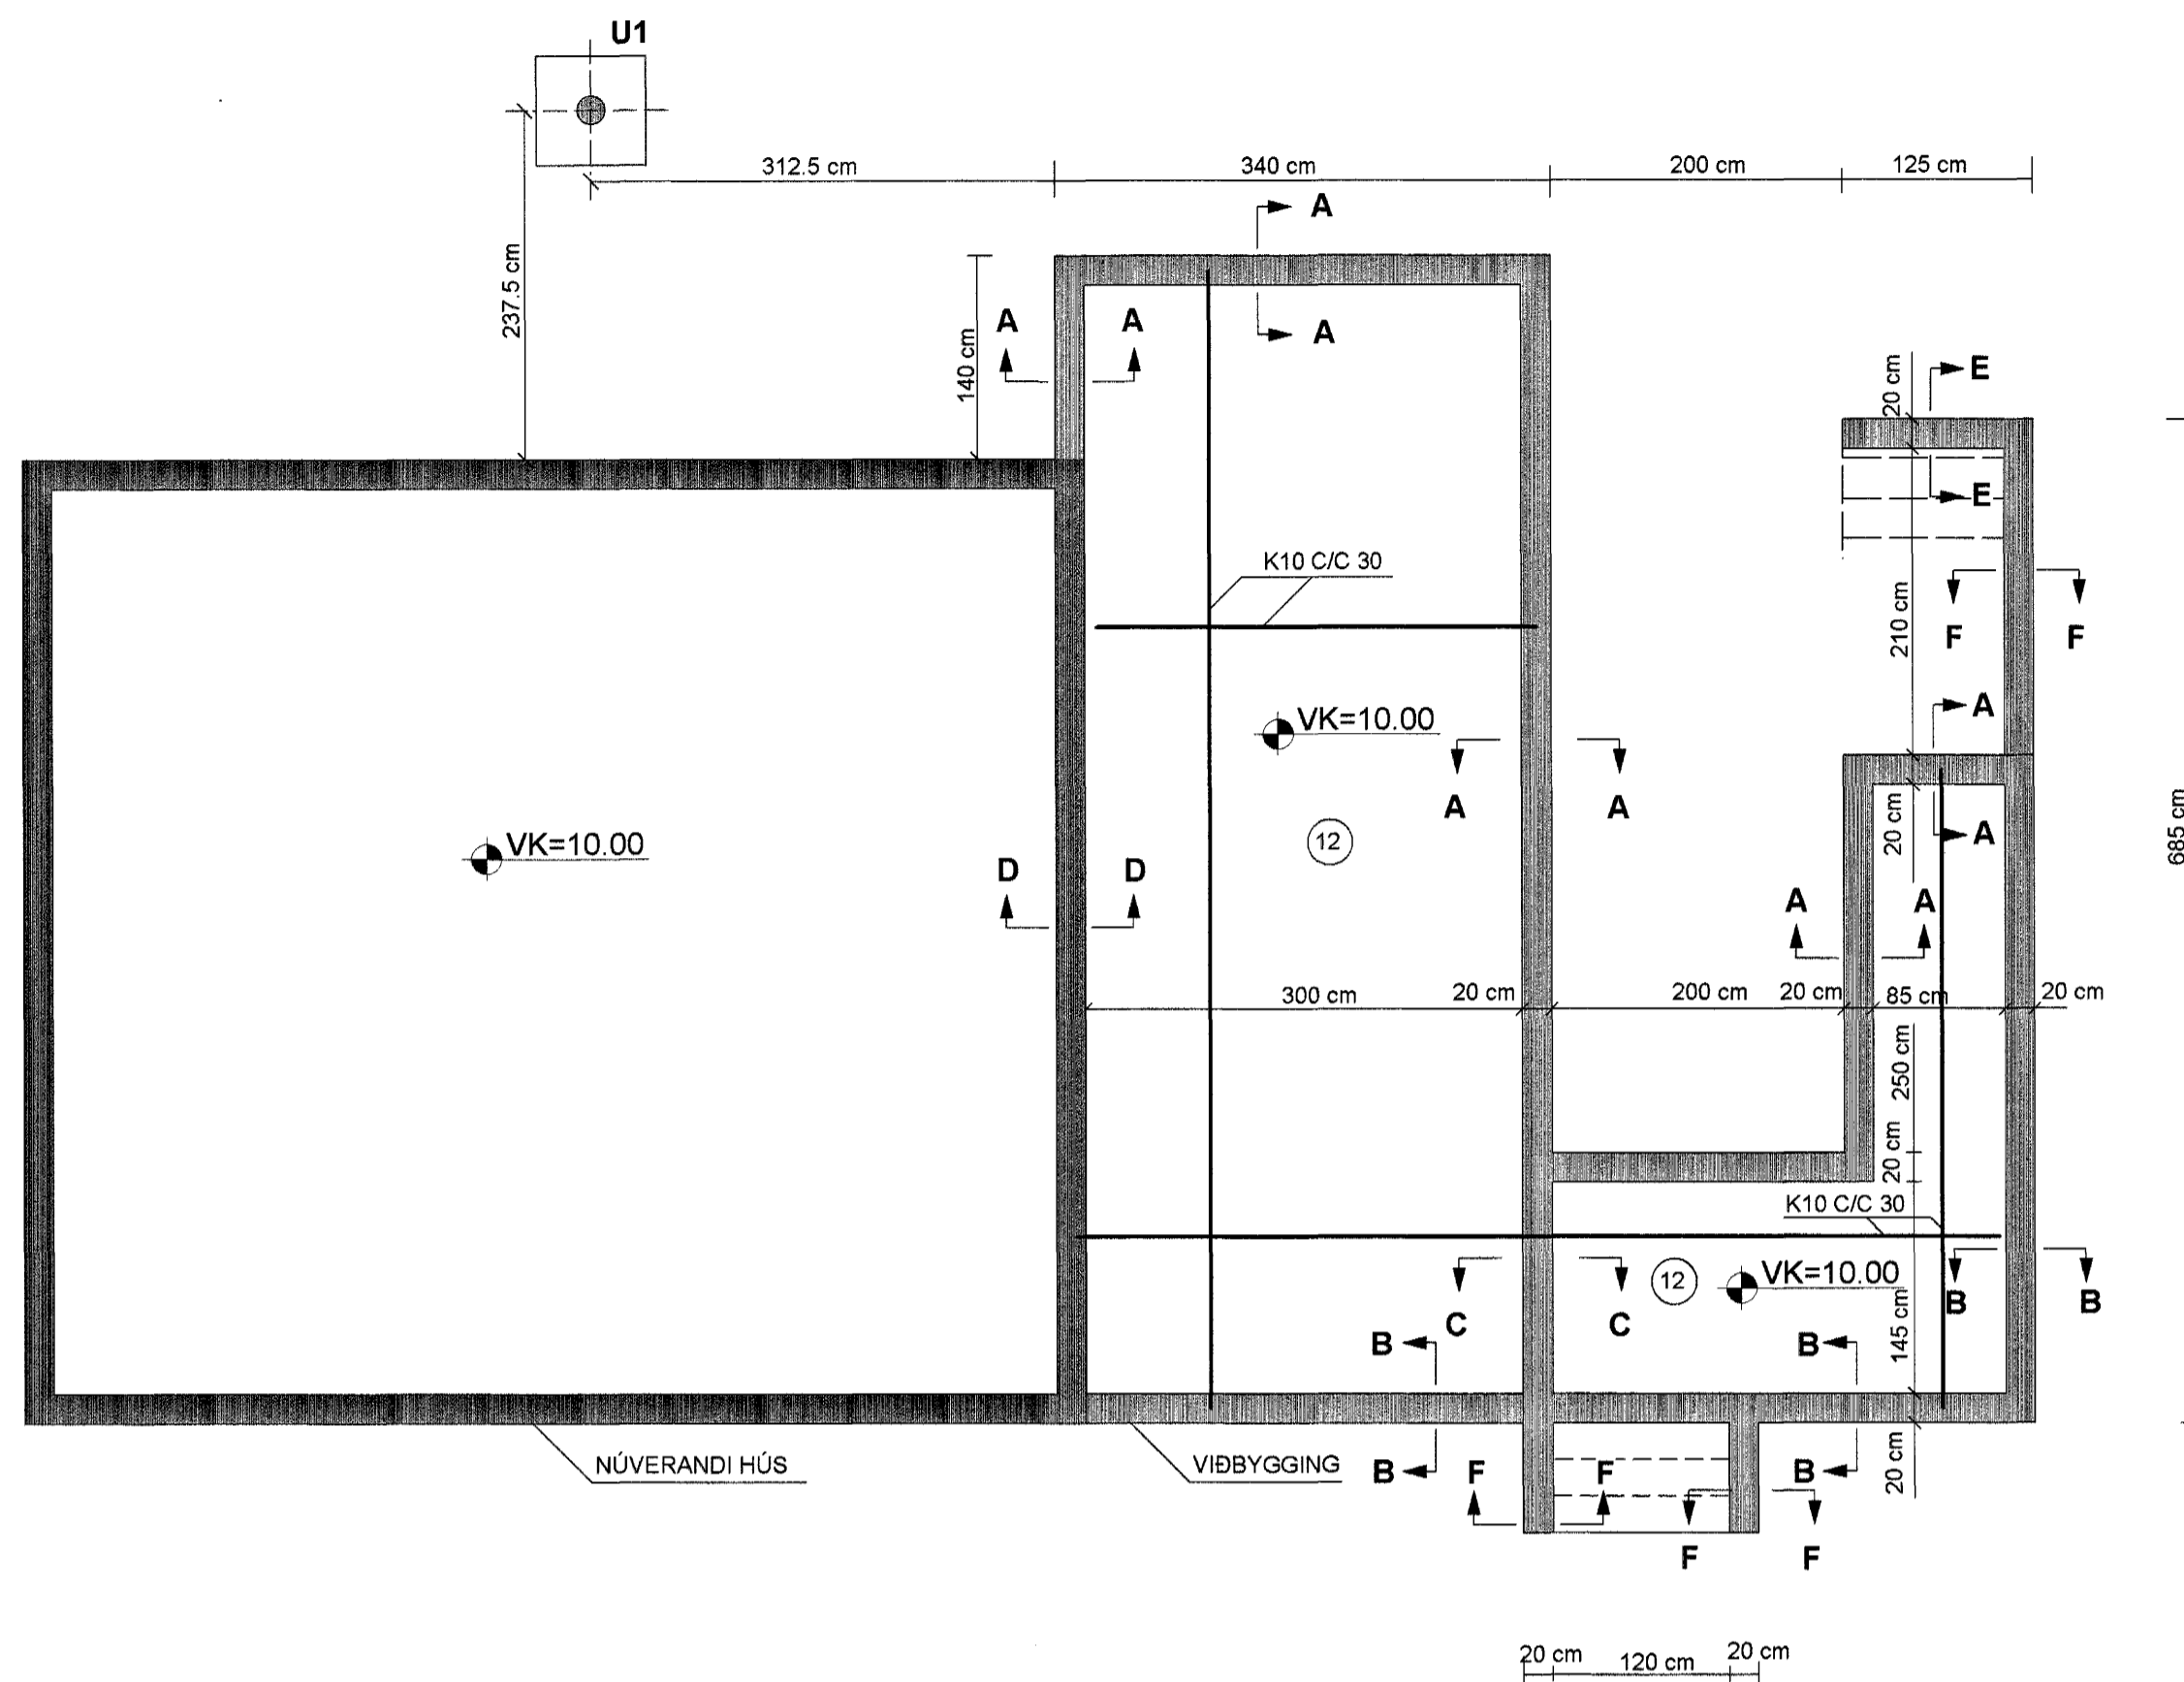 U1
312.5 cm
340 cm
200 cm
125 cm
A
237.5 cm
A
A
A
140 cm
20 cm
E
E
K10 C/C 30
210 cm
F
F
A
VK=10.00
A
A
VK=10.00
12
20 cm
A
685 cm
D
D
A
A
300 cm
20 cm
200 cm
20 cm
85 cm
20 cm
250 cm
20 cm
K10 C/C 30
12
VK=10.00
B
B
C
C
B
B
145 cm
NÚVERANDI HÚS
VIÐBYGGING
B
F
F
B
20 cm
F
F
20 cm
120 cm
20 cm